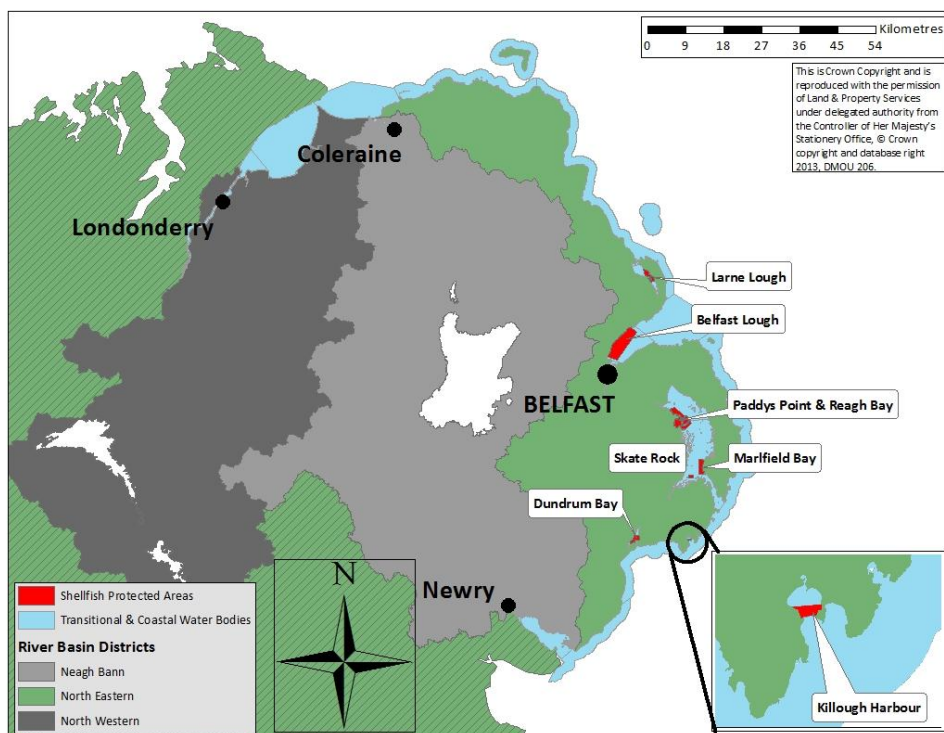 Kilometres
0 9 18 27 36 45 54
This is Crown Copyright and is
reproduced with the permission
of Land & Property Services
under delegated authority from
the Controller of Her Majesty's
Stationery Office, © Crown
copyright and database right
2013, DMOU 206.
Coleraine
Londonderry
Larne Lough
Belfast Lough
BELFAST
Paddys Point & Reagh Bay
Skate Rock
Marlfield Bay
Dundrum Bay
Newry
N
Killough Harbour
Shellfish Protected Areas
Transitional & Coastal Water Bodies
River Basin Districts
Neagh Bann
North Eastern
North Western